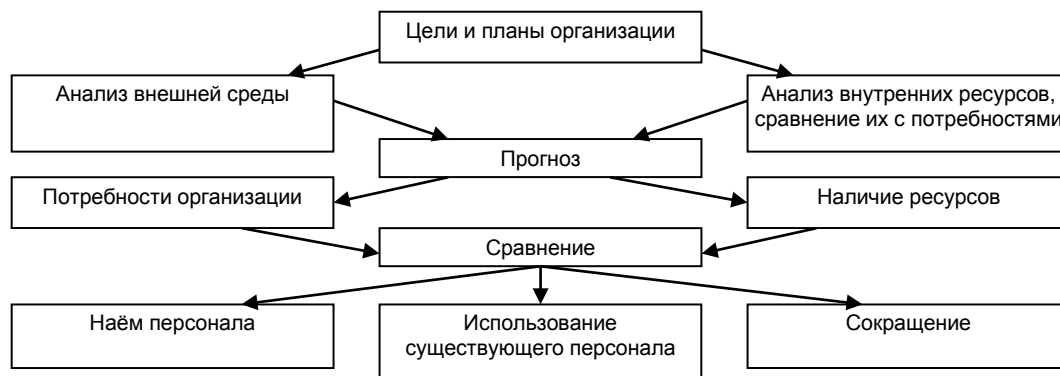 Цели и планы организации
Анализ внешней среды
Анализ внутренних ресурсов,
сравнение их с потребностями
Прогноз
Потребности организации
Наличие ресурсов
Сравнение
Наём персонала
Использование
существующего персонала
Сокращение